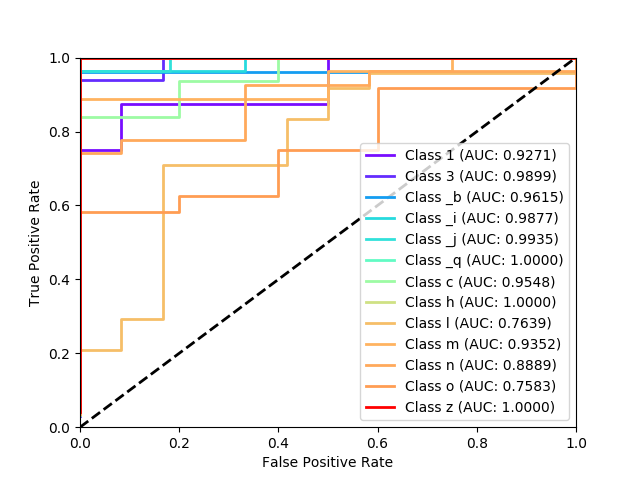 1.0
0.8
0.6
0.4
0.2
0.0
True Positive Rate
Class 1 (AUC: 0.9271)
Class 3 (AUC: 0.9899)
Class _b (AUC: 0.9615)
Class _i (AUC: 0.9877)
Class _j (AUC: 0.9935)
Class _q (AUC: 1.0000)
Class c (AUC: 0.9548)
Class h (AUC: 1.0000)
Class l (AUC: 0.7639)
Class m (AUC: 0.9352)
Class n (AUC: 0.8889)
Class o (AUC: 0.7583)
Class z (AUC: 1.0000)
0.0 0.2 0.4 0.6 0.8 1.0
False Positive Rate